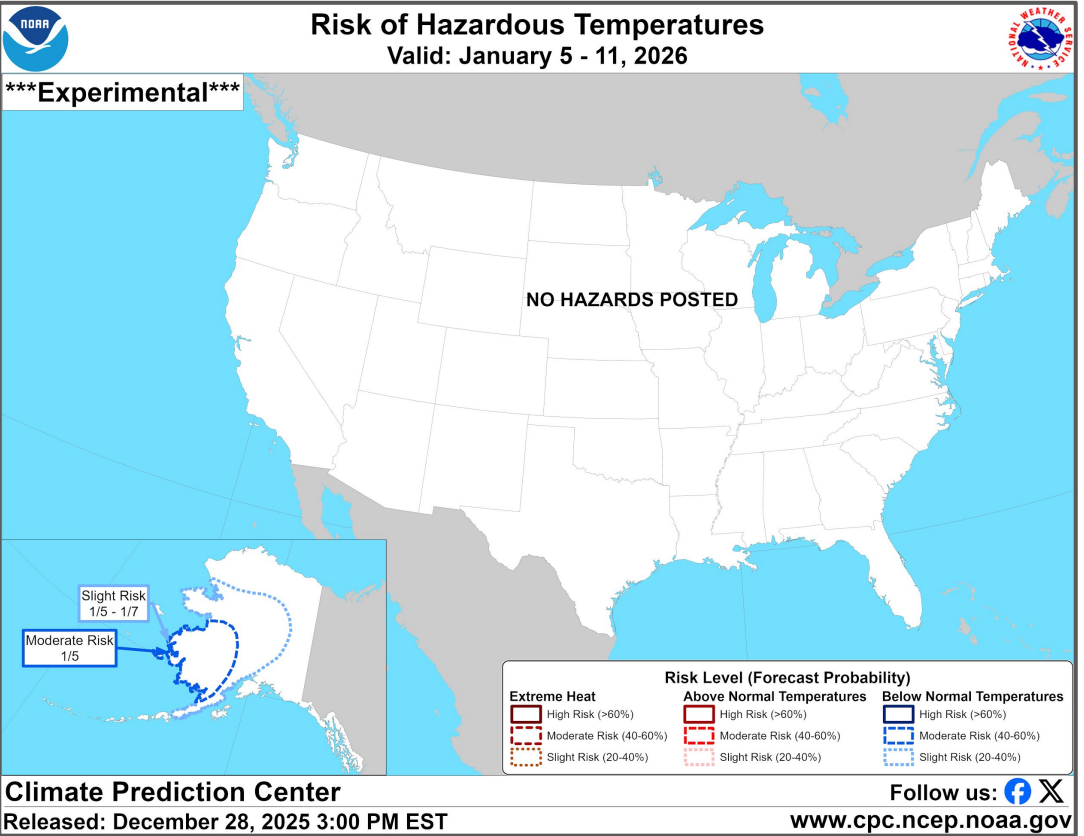 NOAA
Risk of Hazardous Temperatures
Valid: January 5 - 11, 2026
NATIONAL WEATHER SERVICE
***Experimental***
NO HAZARDS POSTED
Slight Risk
1/5 - 1/7
Moderate Risk
1/5
Risk Level (Forecast Probability)
Extreme Heat
High Risk (>60%)
Moderate Risk (40-60%)
Slight Risk (20-40%)
Above Normal Temperatures
High Risk (>60%)
Moderate Risk (40-60%)
Slight Risk (20-40%)
Below Normal Temperatures
High Risk (>60%)
Moderate Risk (40-60%)
Slight Risk (20-40%)
Climate Prediction Center
Follow us:
Released: December 28, 2025 3:00 PM EST
www.cpc.ncep.noaa.gov